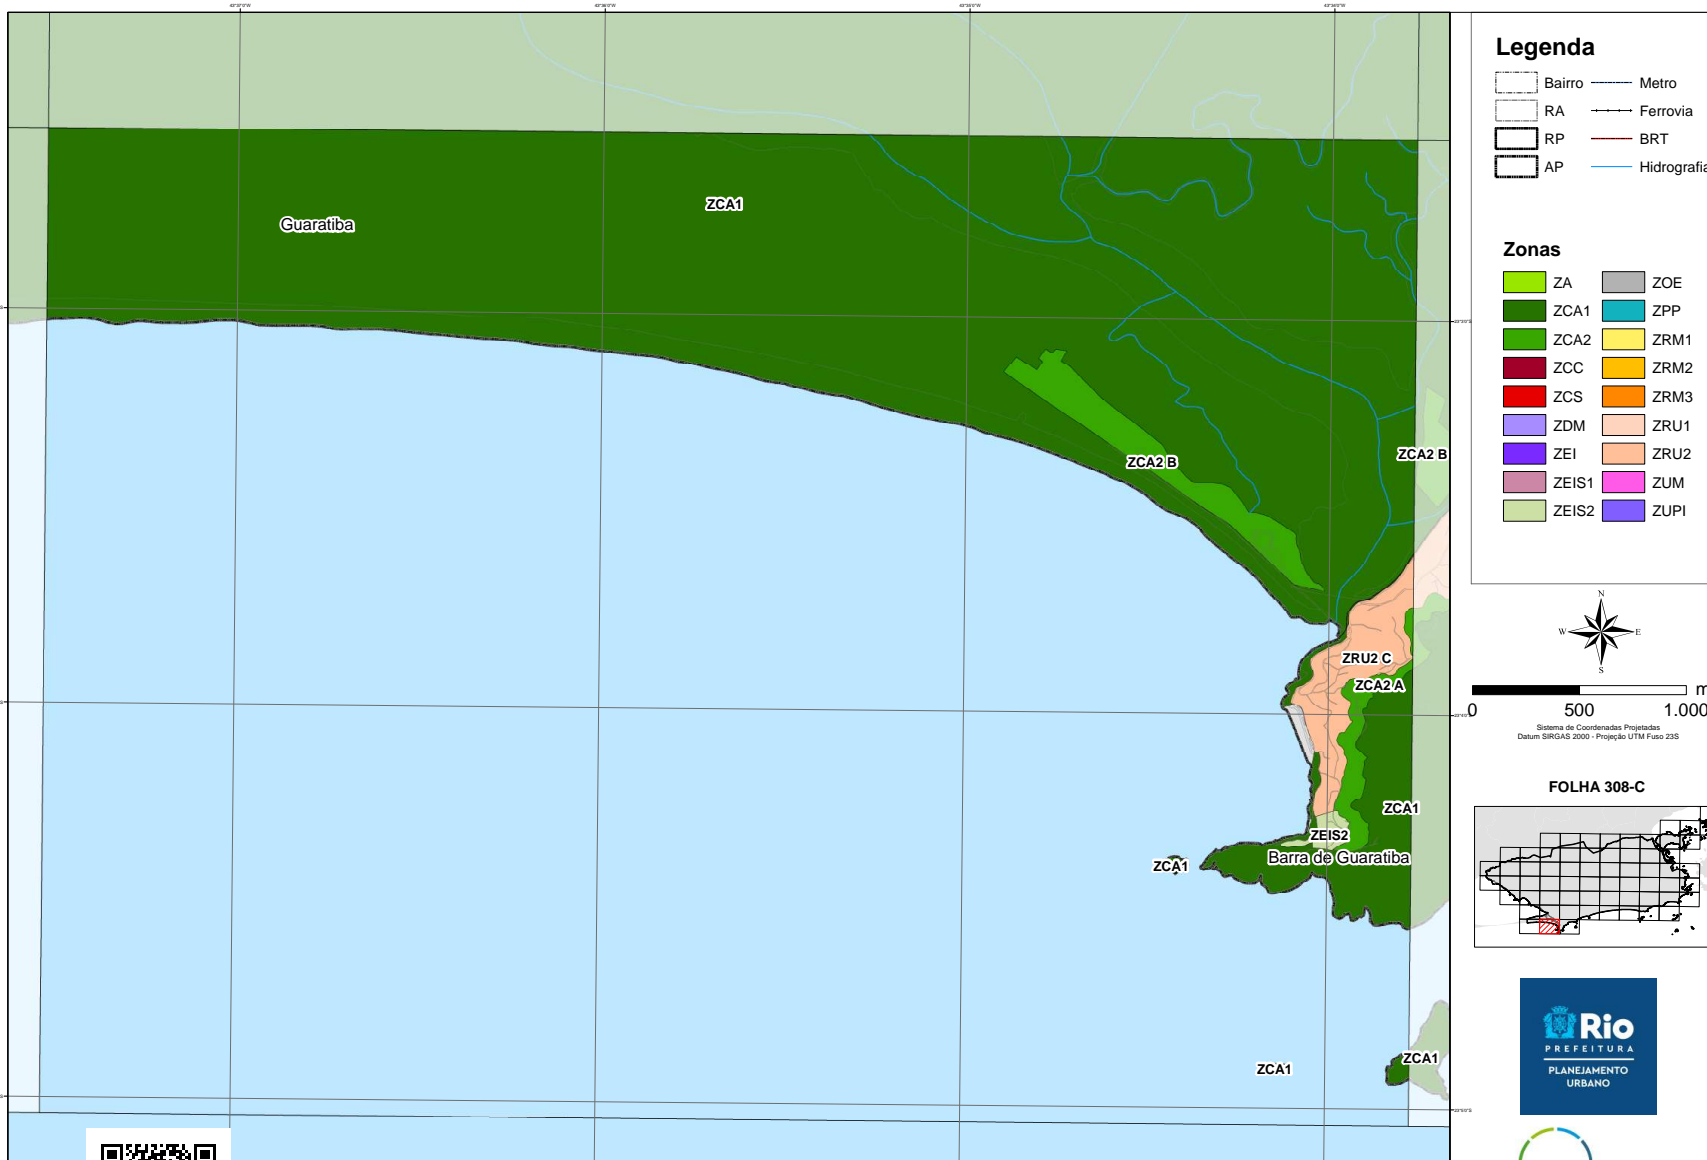 Legenda
Bairro
Metro
RA
Ferrovia
RP
BRT
AP
Hidrografia
Zonas
ZA
ZOE
ZCA1
ZPP
ZCA2
ZRM1
ZCC
ZRM2
ZCS
ZRM3
ZDM
ZRU1
ZEI
ZRU2
ZEIS1
ZUM
ZEIS2
ZUPI
ZCA1
Guaratiba
ZCA2 B
ZCA2 B
ZRU2 C
ZCA2 A
ZCA1
ZEIS2
Barra de Guaratiba
ZCA1
ZCA1
ZCA1
N
W
E
S
m
0
500
1.000
Sistema de Coordenadas Projetadas
Datum SIRGAS 2000 - Projeção UTM Fuso 23S
FOLHA 308-C
Rio
PREFEITURA
PLANEJAMENTO
URBANO